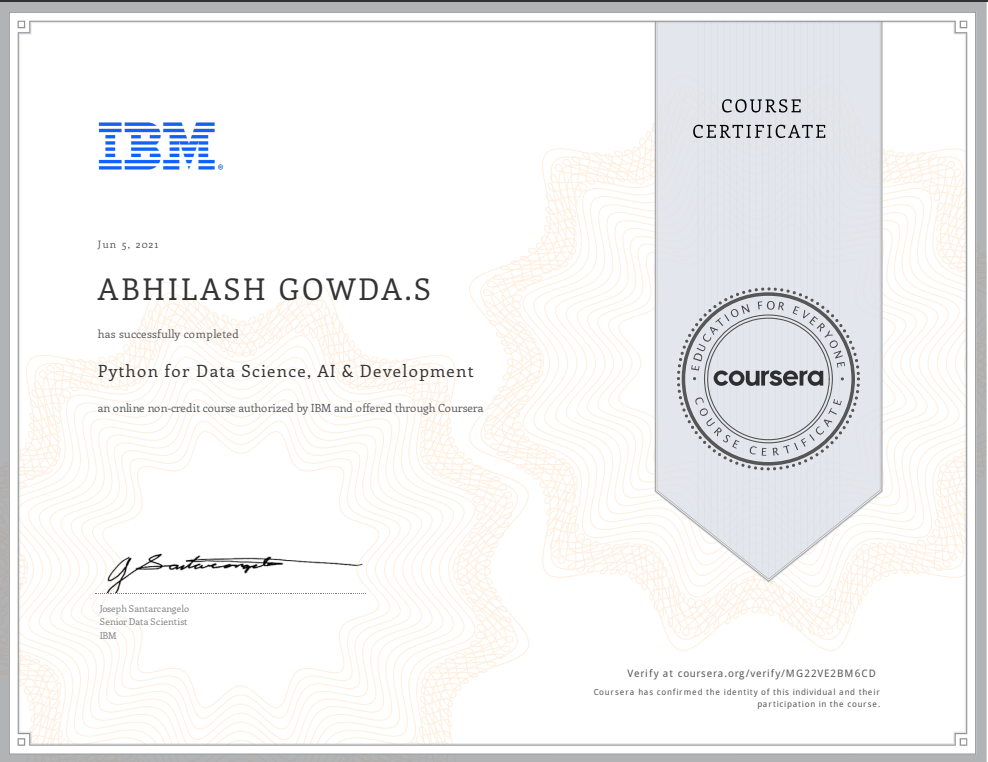 COURSE
CERTIFICATE
IBM®
Jun 5, 2021
ABHILASH GOWDA.S
has successfully completed
Python for Data Science, AI & Development
an online non-credit course authorized by IBM and offered through Coursera
EDUCATION FOR EVERYONE
coursera
COURSE CERTIFICATE
J Santarcangelo
Joseph Santarcangelo
Senior Data Scientist
IBM
Verify at coursera.org/verify/MG22VE2BM6CD
Coursera has confirmed the identity of this individual and their
participation in the course.